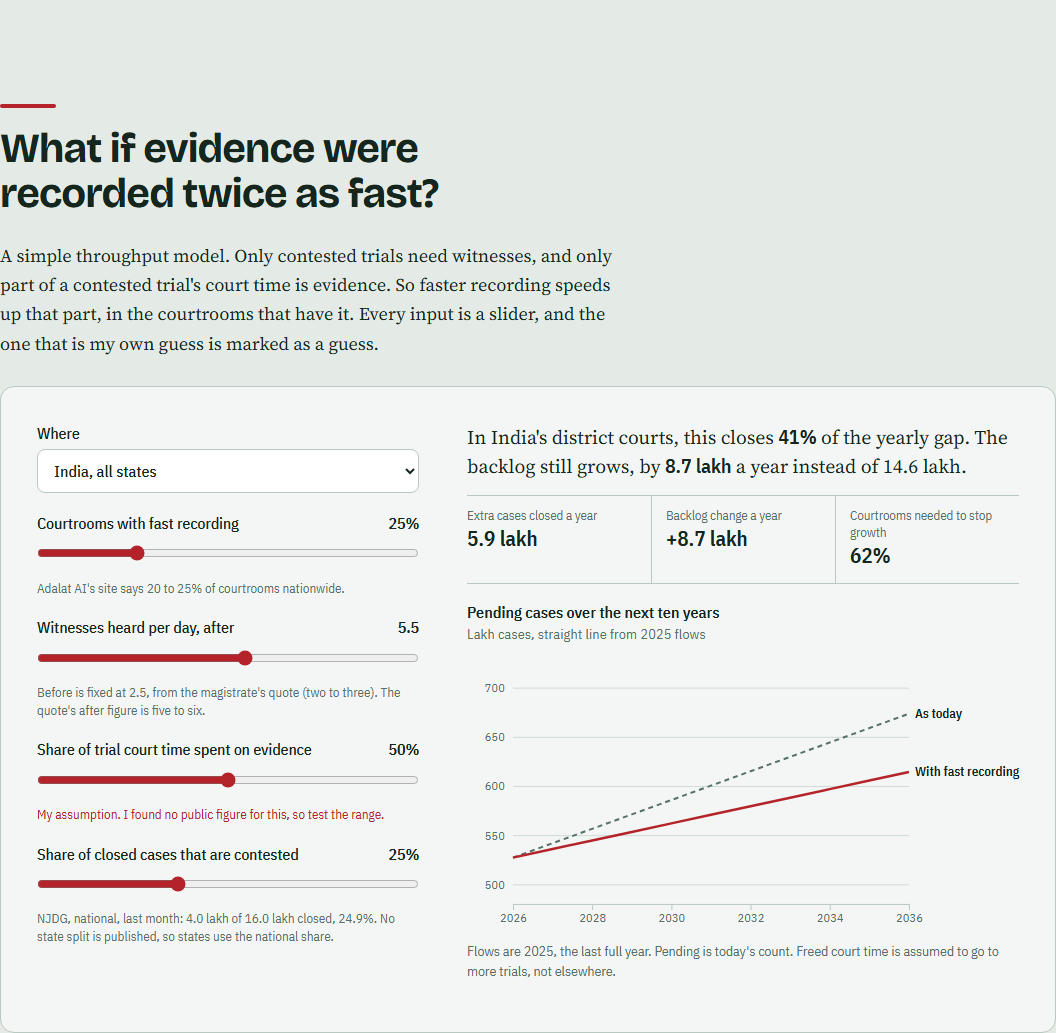 What if evidence were
recorded twice as fast?
A simple throughput model. Only contested trials need witnesses, and only
part of a contested trial's court time is evidence. So faster recording speeds
up that part, in the courtrooms that have it. Every input is a slider, and the
one that is my own guess is marked as a guess.
Where
India, all states
Courtrooms with fast recording 25%
Adalat AI's site says 20 to 25% of courtrooms nationwide.
Witnesses heard per day, after 5.5
Before is fixed at 2.5, from the magistrate's quote (two to three). The
quote's after figure is five to six.
Share of trial court time spent on evidence 50%
My assumption. I found no public figure for this, so test the range.
Share of closed cases that are contested 25%
NJDG, national, last month: 4.0 lakh of 16.0 lakh closed, 24.9%. No
state split is published, so states use the national share.
In India's district courts, this closes 41% of the yearly gap. The
backlog still grows, by 8.7 lakh a year instead of 14.6 lakh.
Extra cases closed a year
5.9 lakh
Backlog change a year
+8.7 lakh
Courtrooms needed to stop
growth
62%
Pending cases over the next ten years
Lakh cases, straight line from 2025 flows
700
650
600
550
500
As today
With fast recording
2026 2028 2030 2032 2034 2036
Flows are 2025, the last full year. Pending is today's count. Freed court time is assumed to go to
more trials, not elsewhere.